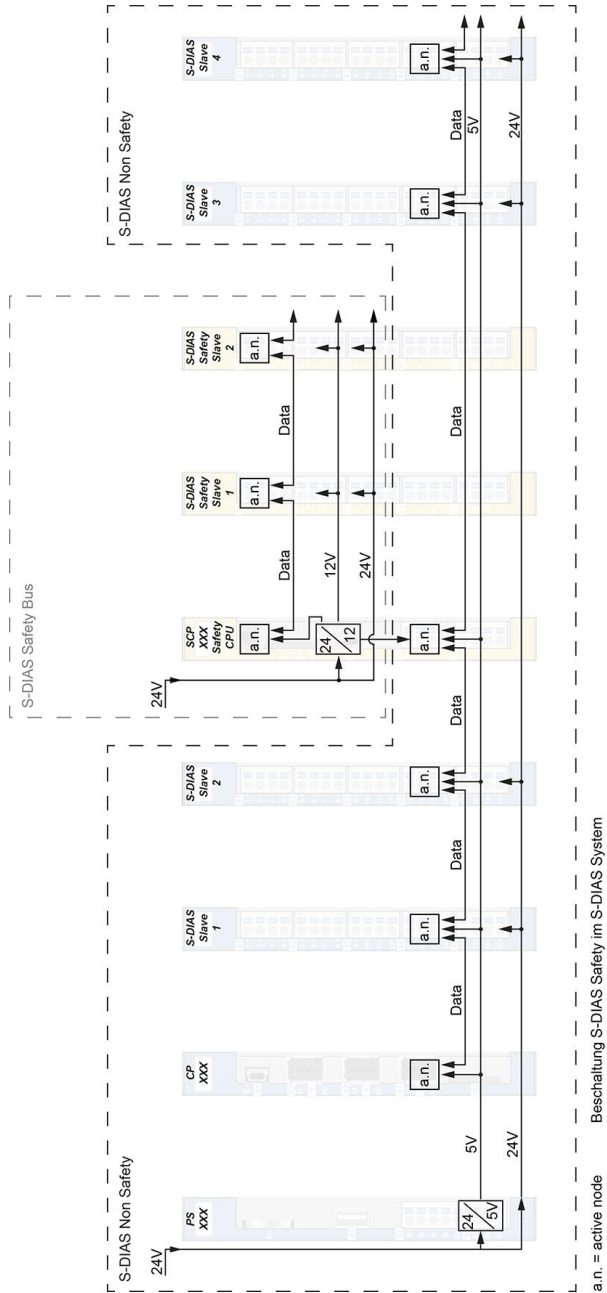 S-DIAS Safety Bus
S-DIAS Non Safety
S-DIAS Non Safety
24V
24V
PS
XXX
CP
XXX
S-DIAS
Slave
1
S-DIAS
Slave
2
SCP
XXX
Safety
CPU
S-DIAS
Safety
Slave
1
S-DIAS
Safety
Slave
2
S-DIAS
Slave
3
S-DIAS
Slave
4
a.n.
a.n.
a.n.
Data
Data
24
12
12V
24V
a.n.
a.n.
a.n.
a.n.
a.n.
a.n.
Data
Data
Data
Data
Data
24
5V
5V
5V
24V
24V
a.n. = active node
Beschaltung S-DIAS Safety im S-DIAS System